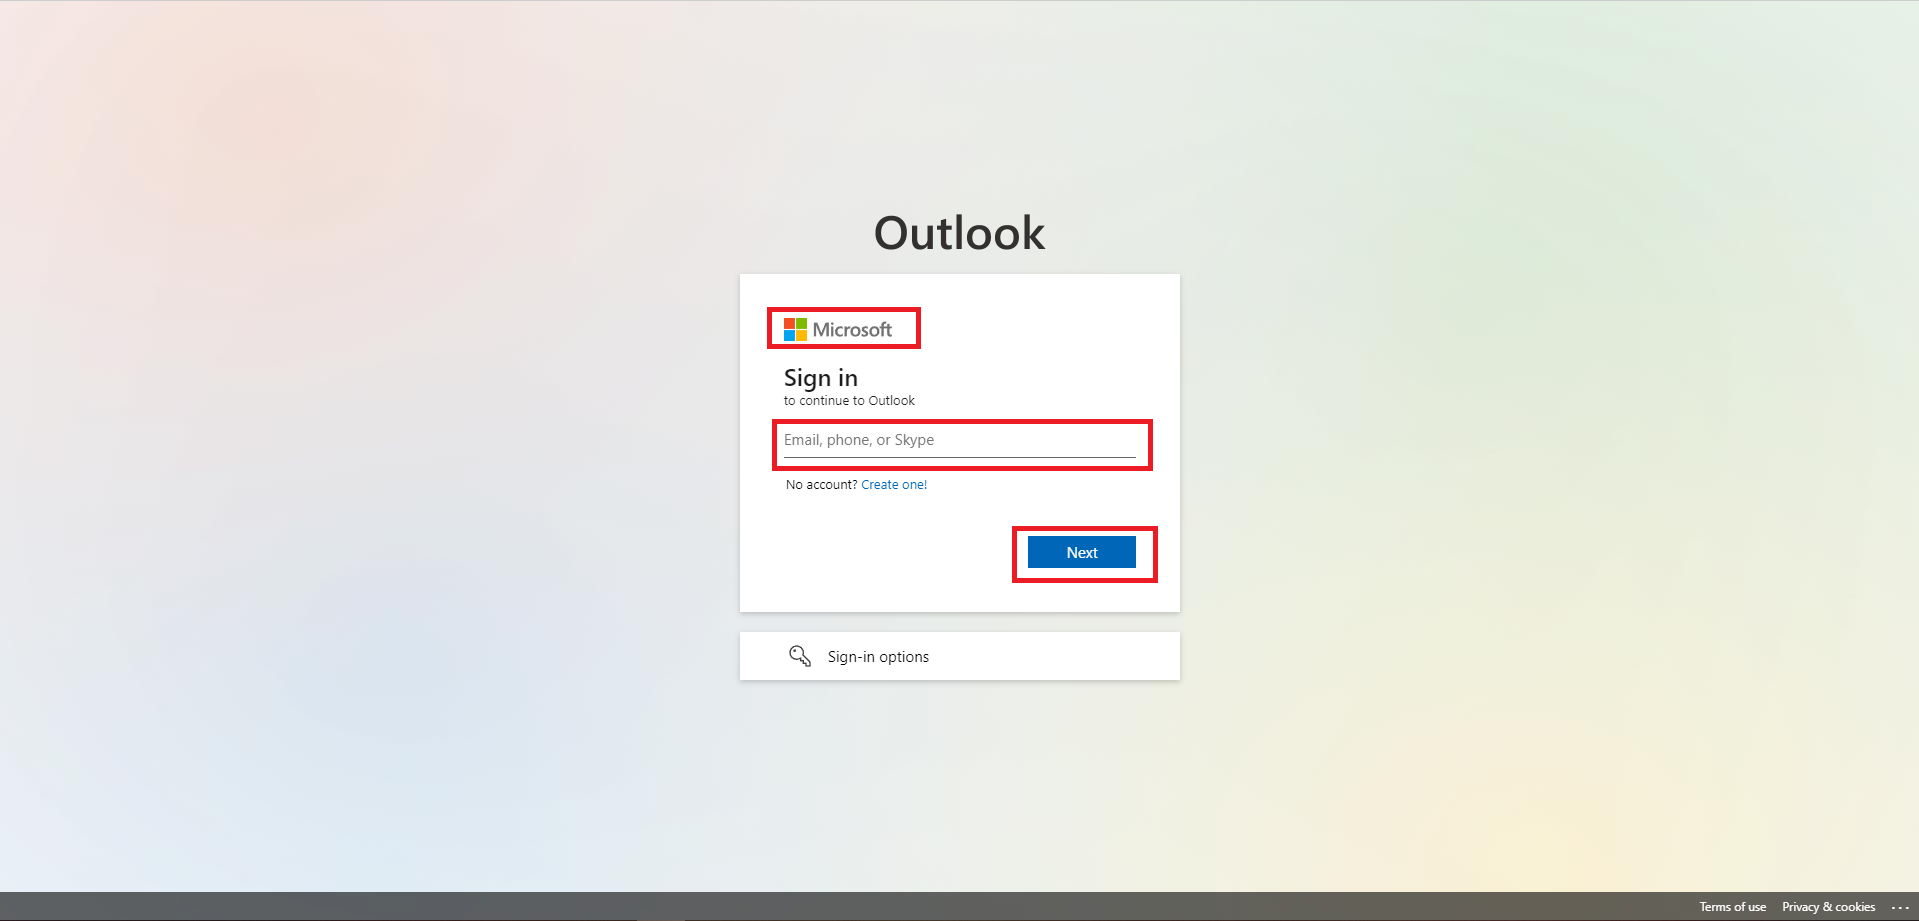 Outlook
Microsoft
Sign in
to continue to Outlook
Email, phone, or Skype
No account? Create one!
Next
Sign-in options
Terms of use Privacy & cookies ...